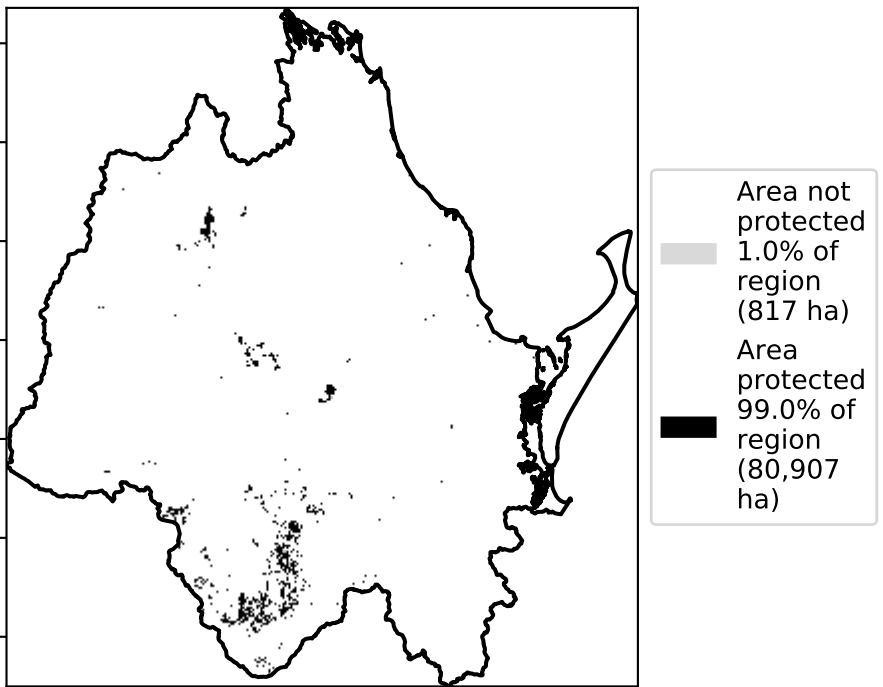 Area not
protected
1.0% of
region
(817 ha)
Area
protected
99.0% of
region
(80,907
ha)